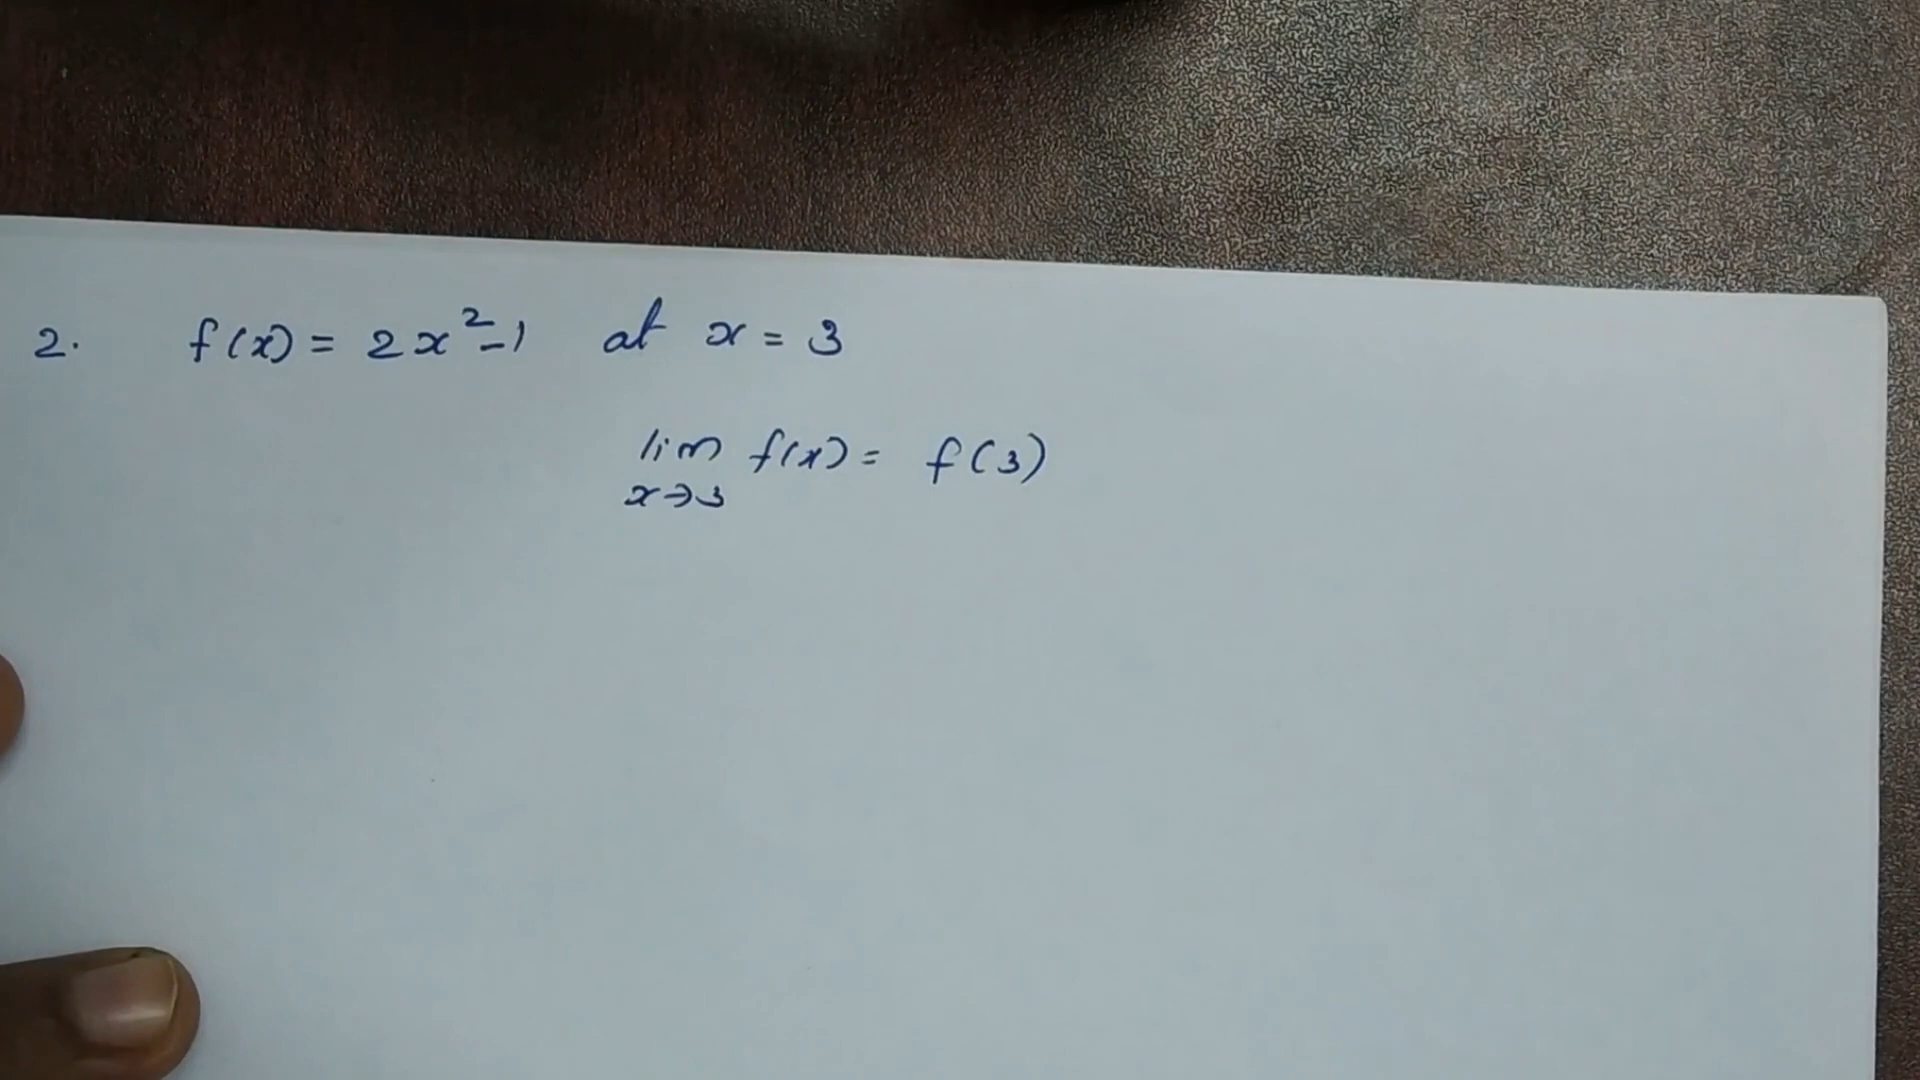 2. f(x) = 2x² - 1 at x = 3
lim f(x) = f(3)
x→3